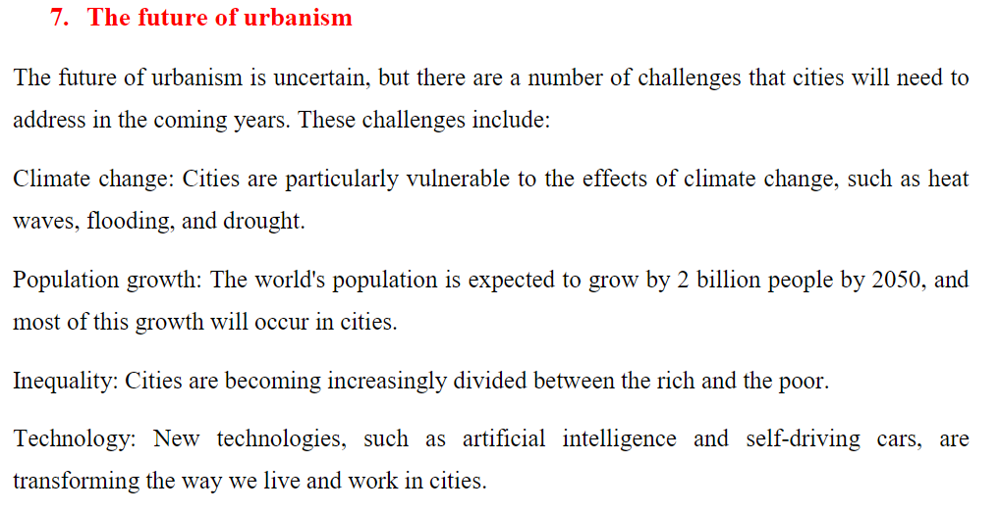 7. The future of urbanism
The future of urbanism is uncertain, but there are a number of challenges that cities will need to
address in the coming years. These challenges include:
Climate change: Cities are particularly vulnerable to the effects of climate change, such as heat
waves, flooding, and drought.
Population growth: The world's population is expected to grow by 2 billion people by 2050, and
most of this growth will occur in cities.
Inequality: Cities are becoming increasingly divided between the rich and the poor.
Technology: New technologies, such as artificial intelligence and self-driving cars, are
transforming the way we live and work in cities.